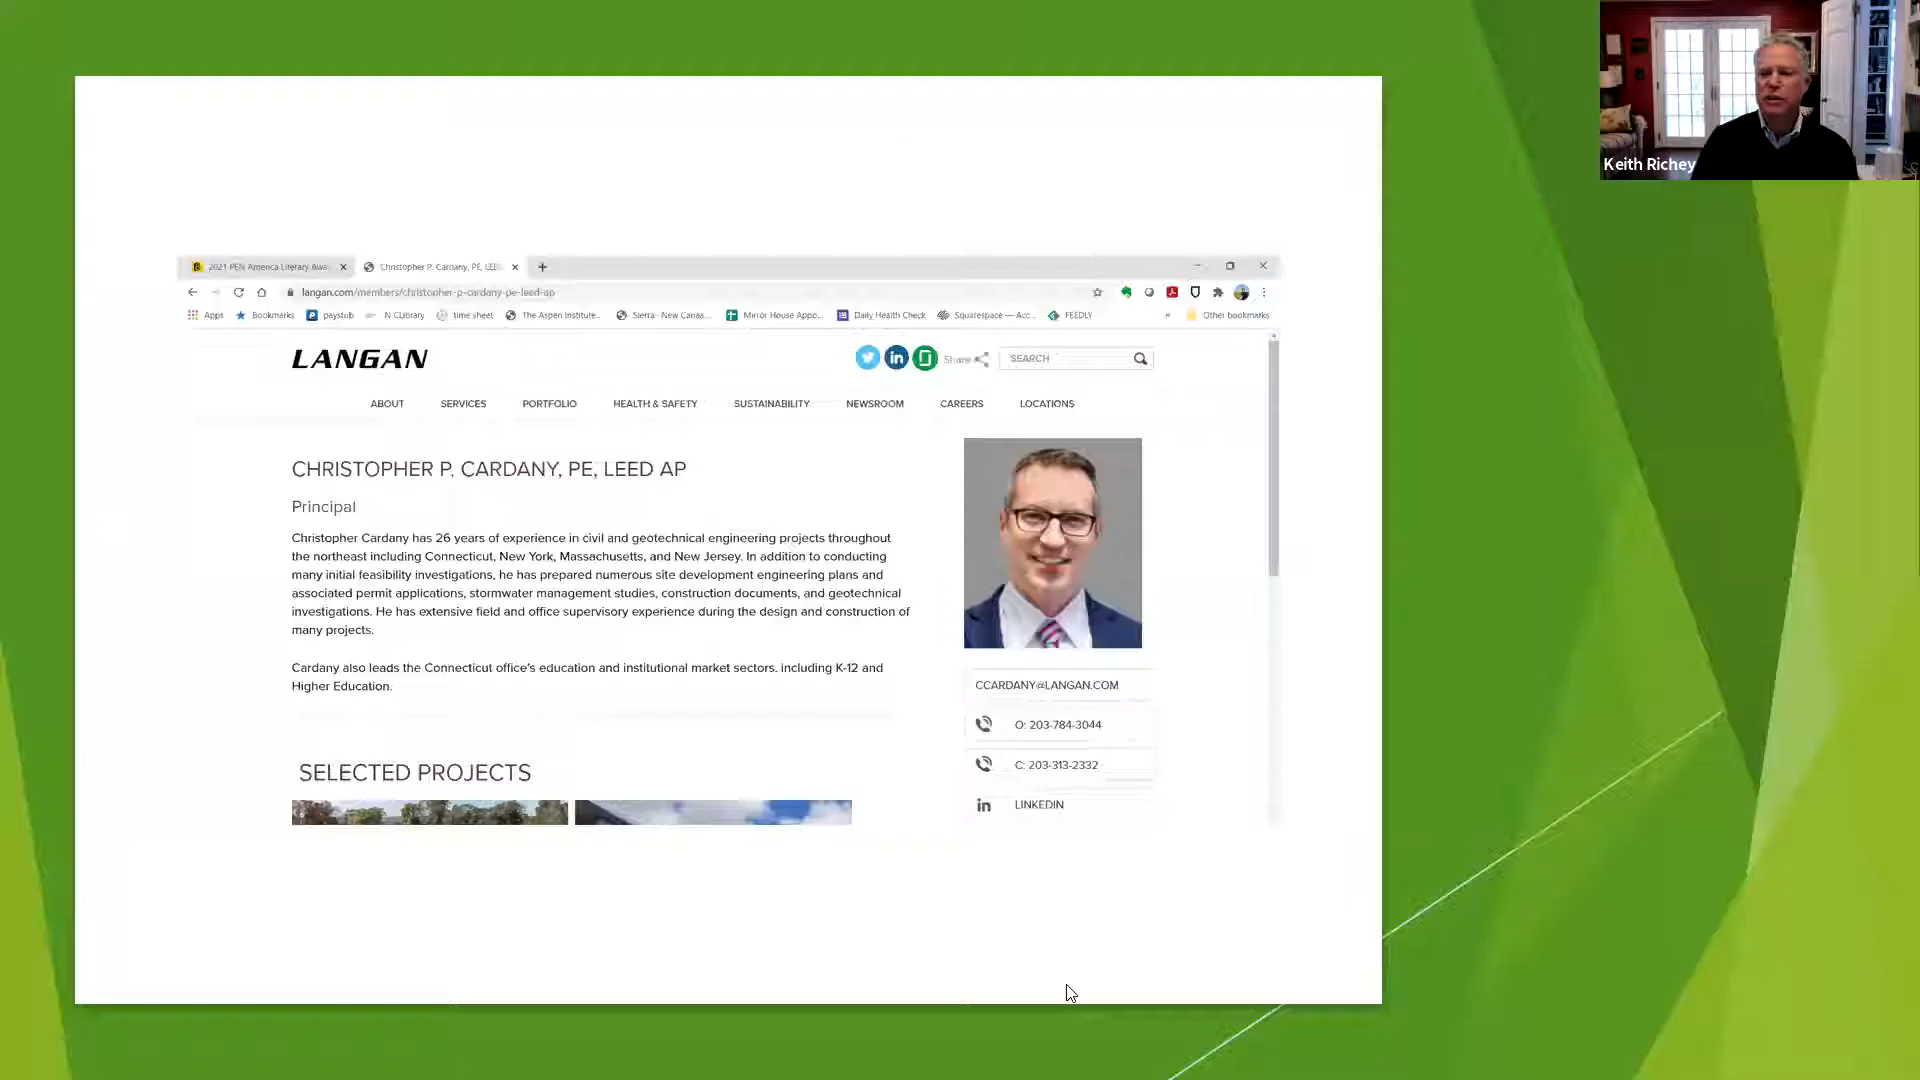 Keith Richey
2021 PEN America Literary Awa
Christopher P. Cardany, PE, LEE
langan.com/members/christopher-p-cardany-pe-leed-ap
Apps Bookmarks paystub N CLibrary time sheet The Aspen Institute... Sierra - New Canaa... Mirror House Appo... Daily Health Check Squarespace — Acc... FEEDLY » Other bookmarks
LANGAN
Share
SEARCH
ABOUT SERVICES PORTFOLIO HEALTH & SAFETY SUSTAINABILITY NEWSROOM CAREERS LOCATIONS
CHRISTOPHER P. CARDANY, PE, LEED AP
Principal
Christopher Cardany has 26 years of experience in civil and geotechnical engineering projects throughout
the northeast including Connecticut, New York, Massachusetts, and New Jersey. In addition to conducting
many initial feasibility investigations, he has prepared numerous site development engineering plans and
associated permit applications, stormwater management studies, construction documents, and geotechnical
investigations. He has extensive field and office supervisory experience during the design and construction of
many projects.
Cardany also leads the Connecticut office's education and institutional market sectors. including K-12 and
Higher Education.
SELECTED PROJECTS
CCARDANY@LANGAN.COM
O: 203-784-3044
C: 203-313-2332
in LINKEDIN